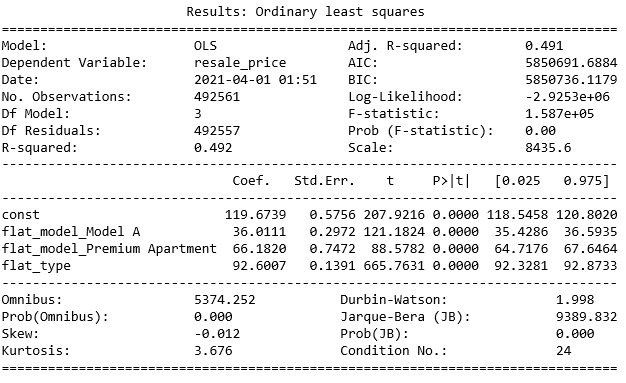 Results: Ordinary least squares
Model: OLS Adj. R-squared: 0.491
Dependent Variable: resale_price AIC: 5850691.6884
Date: 2021-04-01 01:51 BIC: 5850736.1179
No. Observations: 492561 Log-Likelihood: -2.9253e+06
Df Model: 3 F-statistic: 1.587e+05
Df Residuals: 492557 Prob (F-statistic): 0.00
R-squared: 0.492 Scale: 8435.6
Coef. Std.Err. t P>|t| [0.025 0.975]
const 119.6739 0.5756 207.9216 0.0000 118.5458 120.8020
flat_model_Model A 36.0111 0.2972 121.1824 0.0000 35.4286 36.5935
flat_model_Premium Apartment 66.1820 0.7472 88.5782 0.0000 64.7176 67.6464
flat_type 92.6007 0.1391 665.7631 0.0000 92.3281 92.8733
Omnibus: 5374.252 Durbin-Watson: 1.998
Prob(Omnibus): 0.000 Jarque-Bera (JB): 9389.832
Skew: -0.012 Prob(JB): 0.000
Kurtosis: 3.676 Condition No.: 24